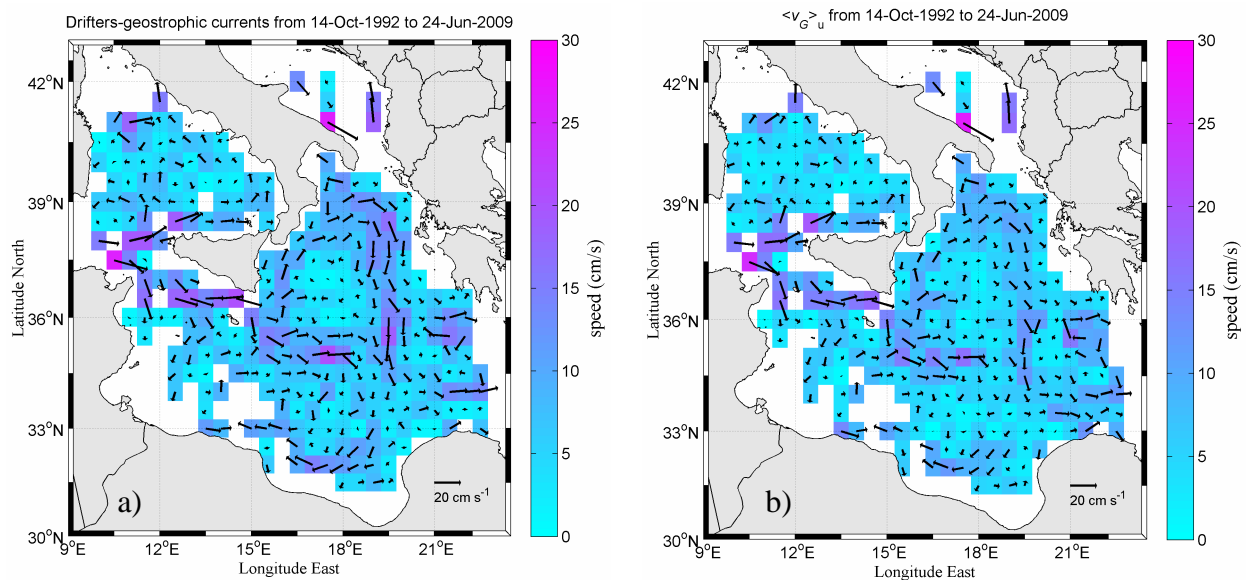 Drifters-geostrophic currents from 14-Oct-1992 to 24-Jun-2009
42°N
39°N
36°N
33°N
30°N
9°E
12°E
15°E
18°E
21°E
Latitude North
Longitude East
a)
20 cm s-1
30
25
20
15
10
5
0
speed (cm/s)
<vG>u from 14-Oct-1992 to 24-Jun-2009
42°N
39°N
36°N
33°N
30°N
9°E
12°E
15°E
18°E
21°E
Latitude North
Longitude East
b)
20 cm s-1
30
25
20
15
10
5
0
speed (cm/s)